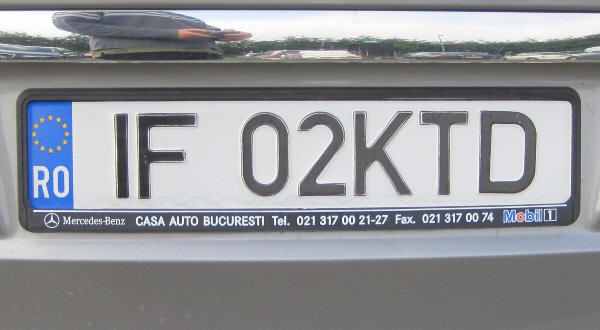 RO IF 02KTD
Mercedes-Benz CASA AUTO BUCURESTI Tel. 021 317 00 21-27 Fax. 021 317 00 74 Mobil 1